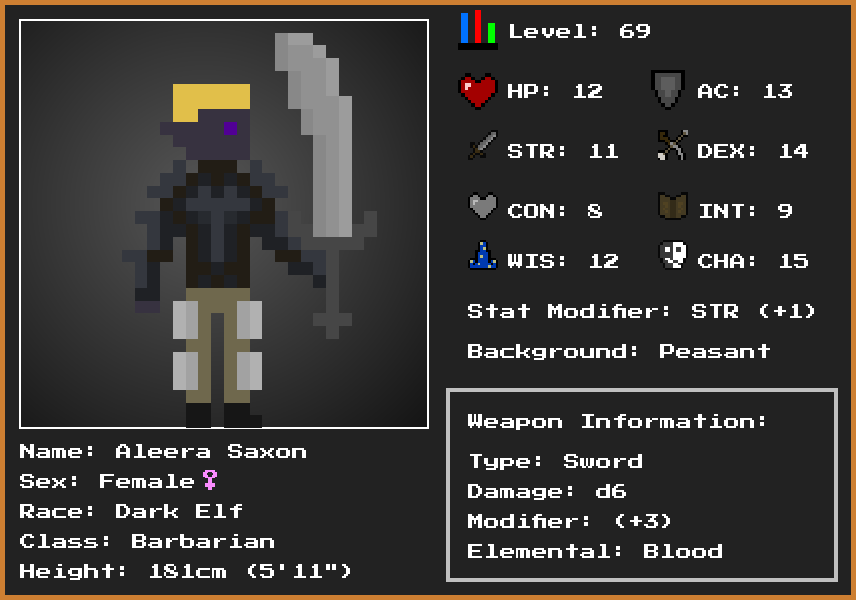 Level: 69
HP: 12
AC: 13
STR: 11
DEX: 14
CON: 8
INT: 9
WIS: 12
CHA: 15
Stat Modifier: STR (+1)
Background: Peasant
Weapon Information:
Type: Sword
Damage: d6
Modifier: (+3)
Elemental: Blood
Name: Aleera Saxon
Sex: Female♀
Race: Dark Elf
Class: Barbarian
Height: 181cm (5'11")